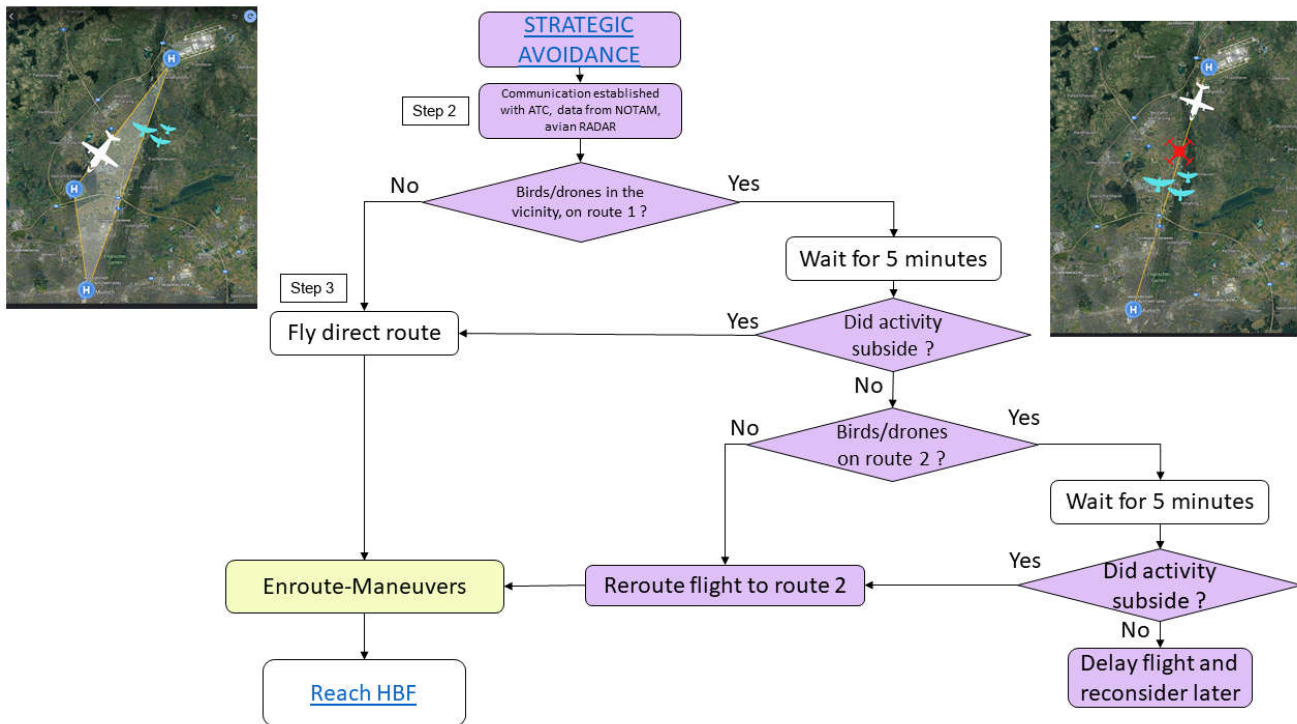 STRATEGIC
AVOIDANCE
Step 2
Communication established
with ATC,  data from NOTAM,
avian RADAR
No
Birds/drones in the
vicinity, on route 1 ?
Yes
Wait for 5 minutes
Step 3
Fly direct route
Yes
Did activity
subside ?
No
No
Birds/drones
on route 2 ?
Yes
Wait for 5 minutes
Enroute-Maneuvers
Reroute flight to route 2
Yes
Did activity
subside ?
No
Delay flight and
reconsider later
Reach HBF
H
H
H
H
H